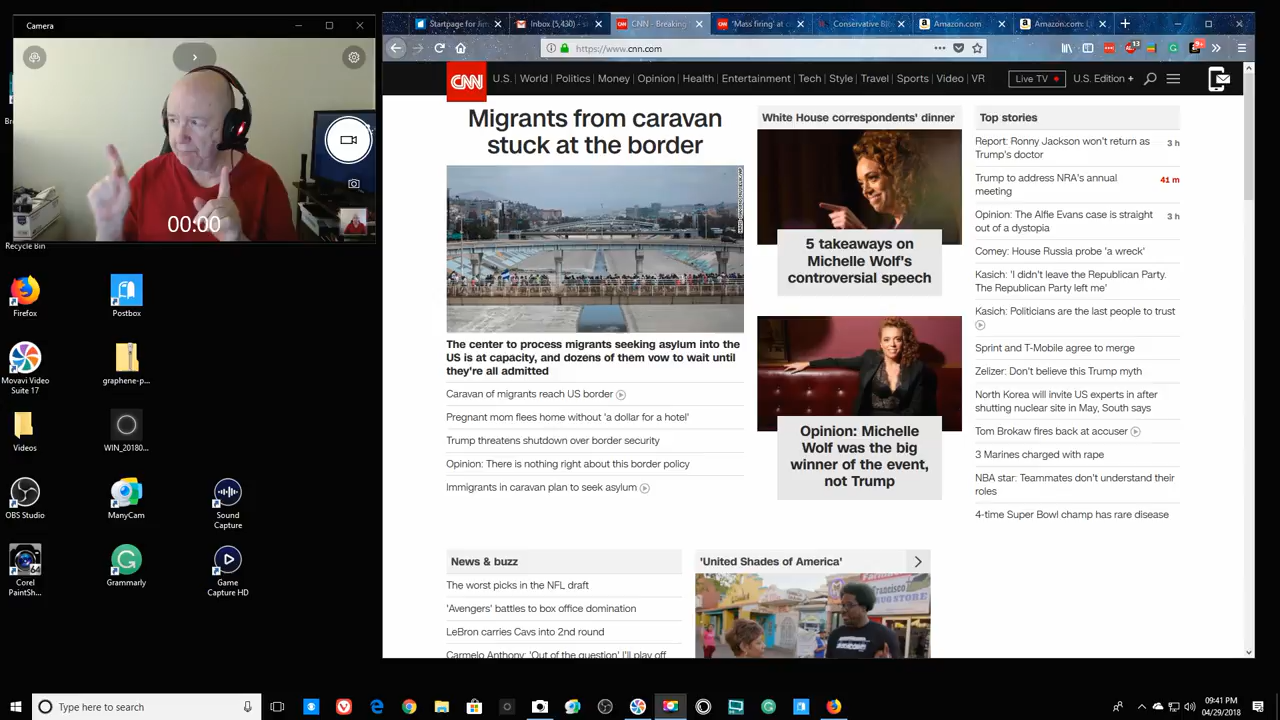 Camera
00:00
Recycle Bin
Firefox
Postbox
Movavi Video
Suite 17
graphene-p...
Videos
WIN_20180...
OBS Studio
ManyCam
Sound
Capture
Corel
PaintSh...
Grammarly
Game
Capture HD
Startpage for Jim
Inbox (5,430) - s
CNN - Breaking
'Mass firing' at c
Conservative Bl
Amazon.com
Amazon.com: L
https://www.cnn.com
13
9+
CNN
U.S. World Politics Money Opinion Health Entertainment Tech Style Travel Sports Video VR
Live TV
U.S. Edition +
Migrants from caravan
stuck at the border
The center to process migrants seeking asylum into the
US is at capacity, and dozens of them vow to wait until
they're all admitted
Caravan of migrants reach US border
Pregnant mom flees home without 'a dollar for a hotel'
Trump threatens shutdown over border security
Opinion: There is nothing right about this border policy
Immigrants in caravan plan to seek asylum
White House correspondents' dinner
5 takeaways on
Michelle Wolf's
controversial speech
Opinion: Michelle
Wolf was the big
winner of the event,
not Trump
Top stories
Report: Ronny Jackson won't return as
Trump's doctor
3 h
Trump to address NRA's annual
meeting
41 m
Opinion: The Alfie Evans case is straight
out of a dystopia
3 h
Comey: House Russia probe 'a wreck'
Kasich: 'I didn't leave the Republican Party.
The Republican Party left me'
Kasich: Politicians are the last people to trust
Sprint and T-Mobile agree to merge
Zelizer: Don't believe this Trump myth
North Korea will invite US experts in after
shutting nuclear site in May, South says
Tom Brokaw fires back at accuser
3 Marines charged with rape
NBA star: Teammates don't understand their
roles
4-time Super Bowl champ has rare disease
News & buzz
The worst picks in the NFL draft
'Avengers' battles to box office domination
LeBron carries Cavs into 2nd round
Carmelo Anthony: 'Out of the question' I'll play off
'United Shades of America'
Type here to search
09:41 PM
04/29/2018